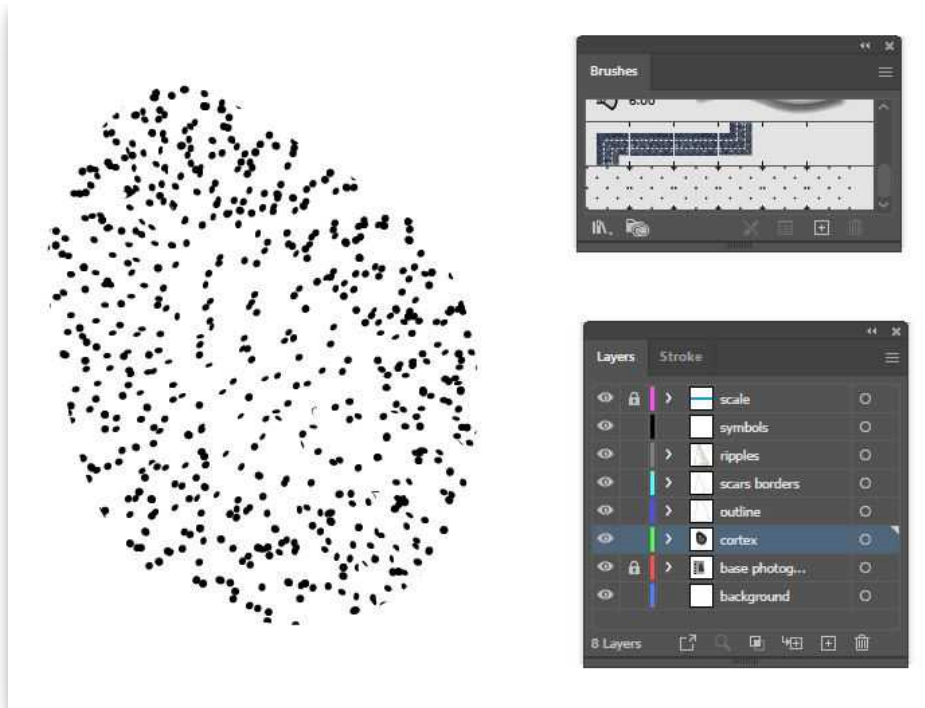 Brushes
6.00
Layers Stroke
scale
symbols
ripples
scars borders
outline
cortex
base photog...
background
8 Layers